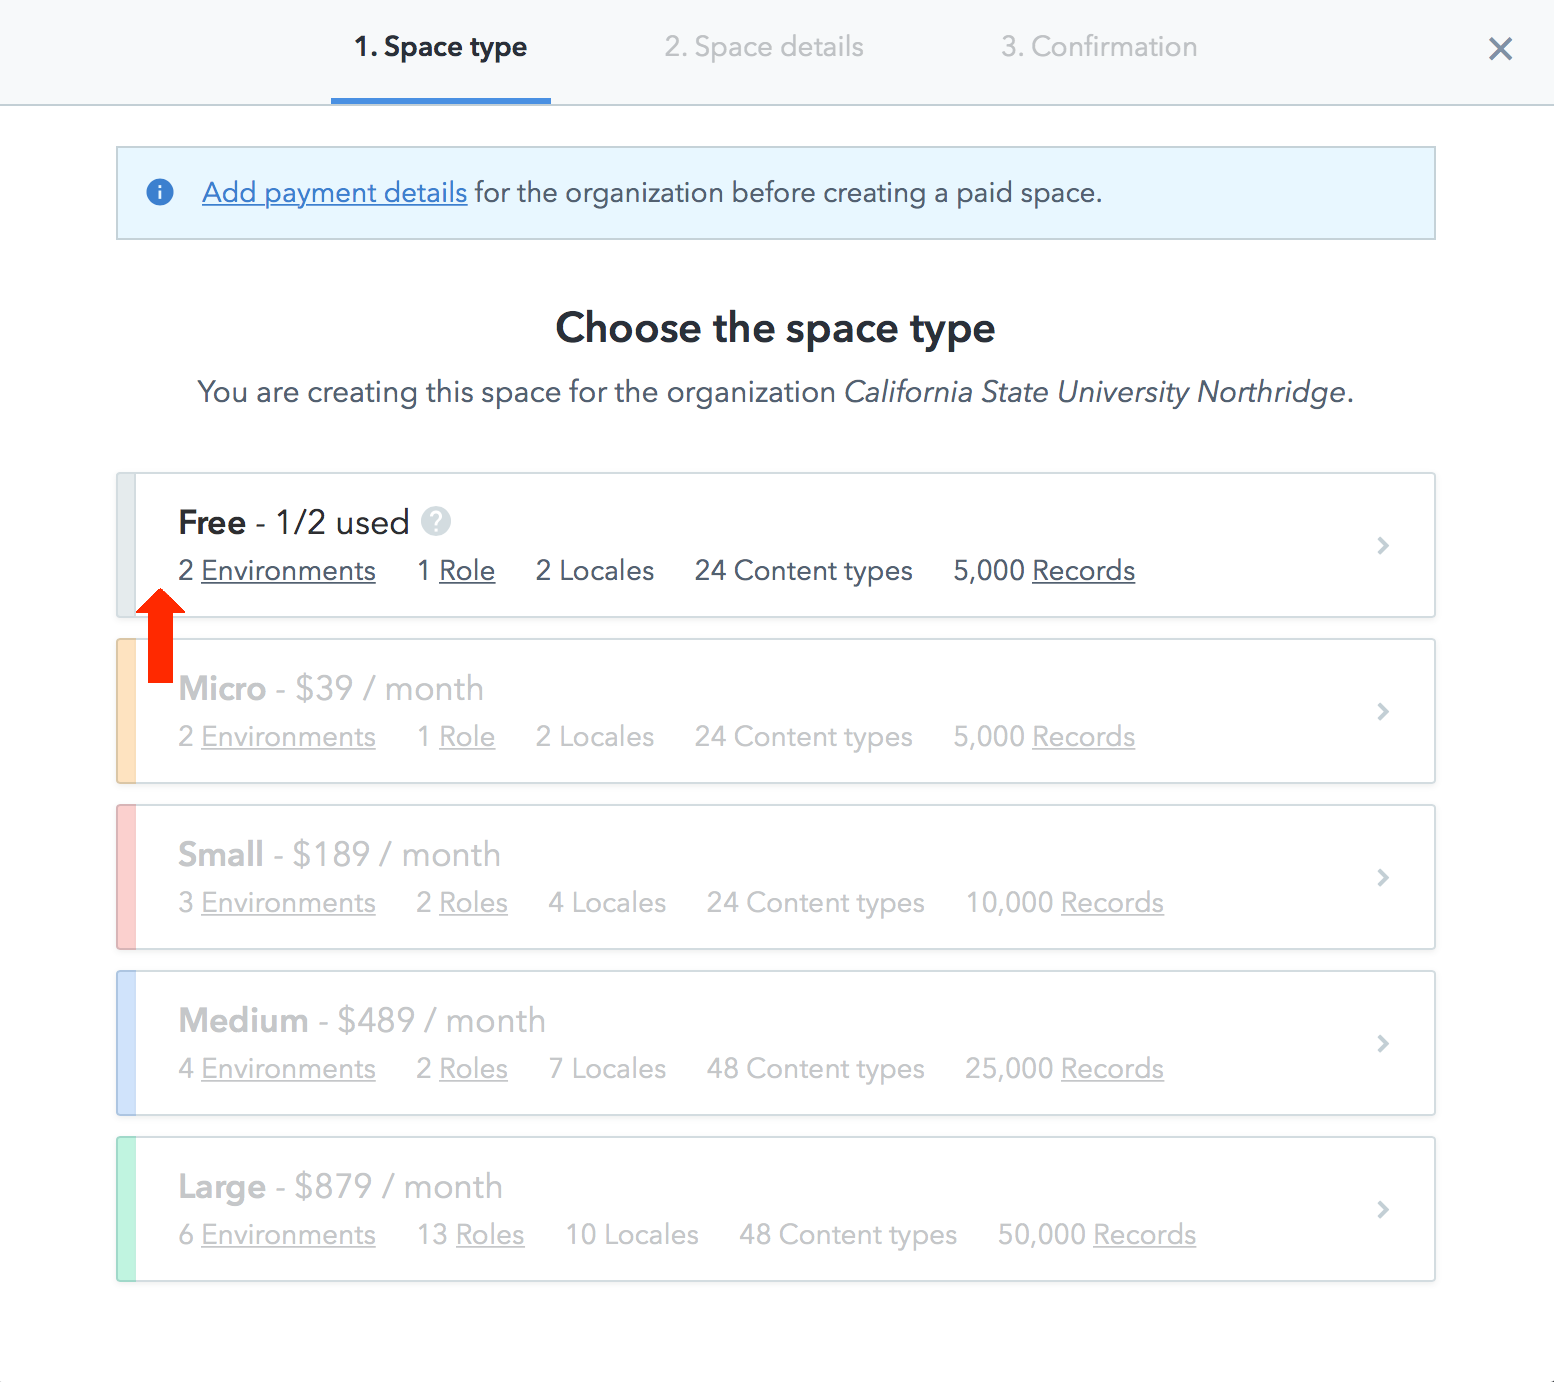 1. Space type 2. Space details 3. Confirmation
Add payment details for the organization before creating a paid space.
Choose the space type
You are creating this space for the organization California State University Northridge.
Free - 1/2 used ?
2 Environments 1 Role 2 Locales 24 Content types 5,000 Records
Micro - $39 / month
2 Environments 1 Role 2 Locales 24 Content types 5,000 Records
Small - $189 / month
3 Environments 2 Roles 4 Locales 24 Content types 10,000 Records
Medium - $489 / month
4 Environments 2 Roles 7 Locales 48 Content types 25,000 Records
Large - $879 / month
6 Environments 13 Roles 10 Locales 48 Content types 50,000 Records